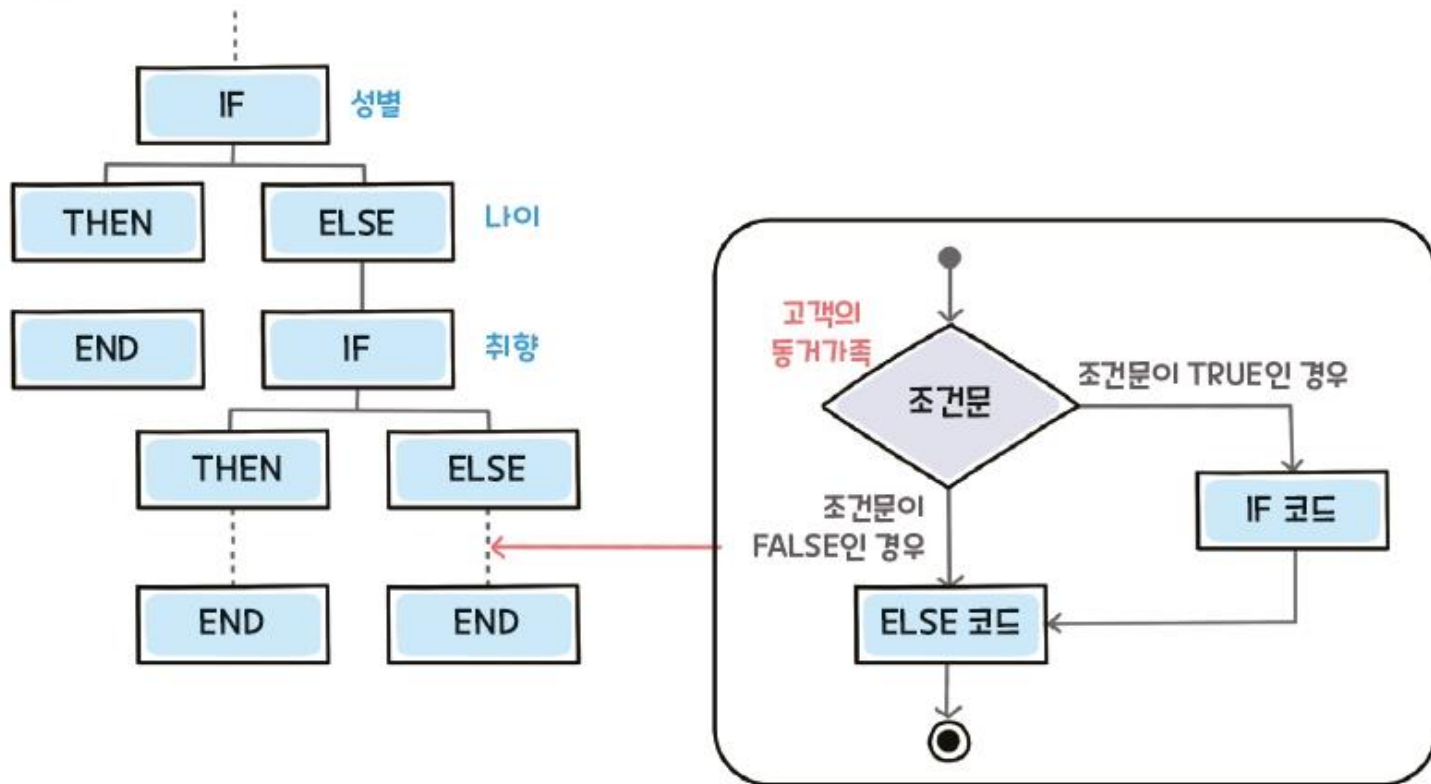 IF
성별
THEN
ELSE
나이
END
IF
취향
THEN
ELSE
END
END
고객의
동거가족
조건문
조건문이 TRUE인 경우
조건문이
FALSE인 경우
IF 코드
ELSE 코드